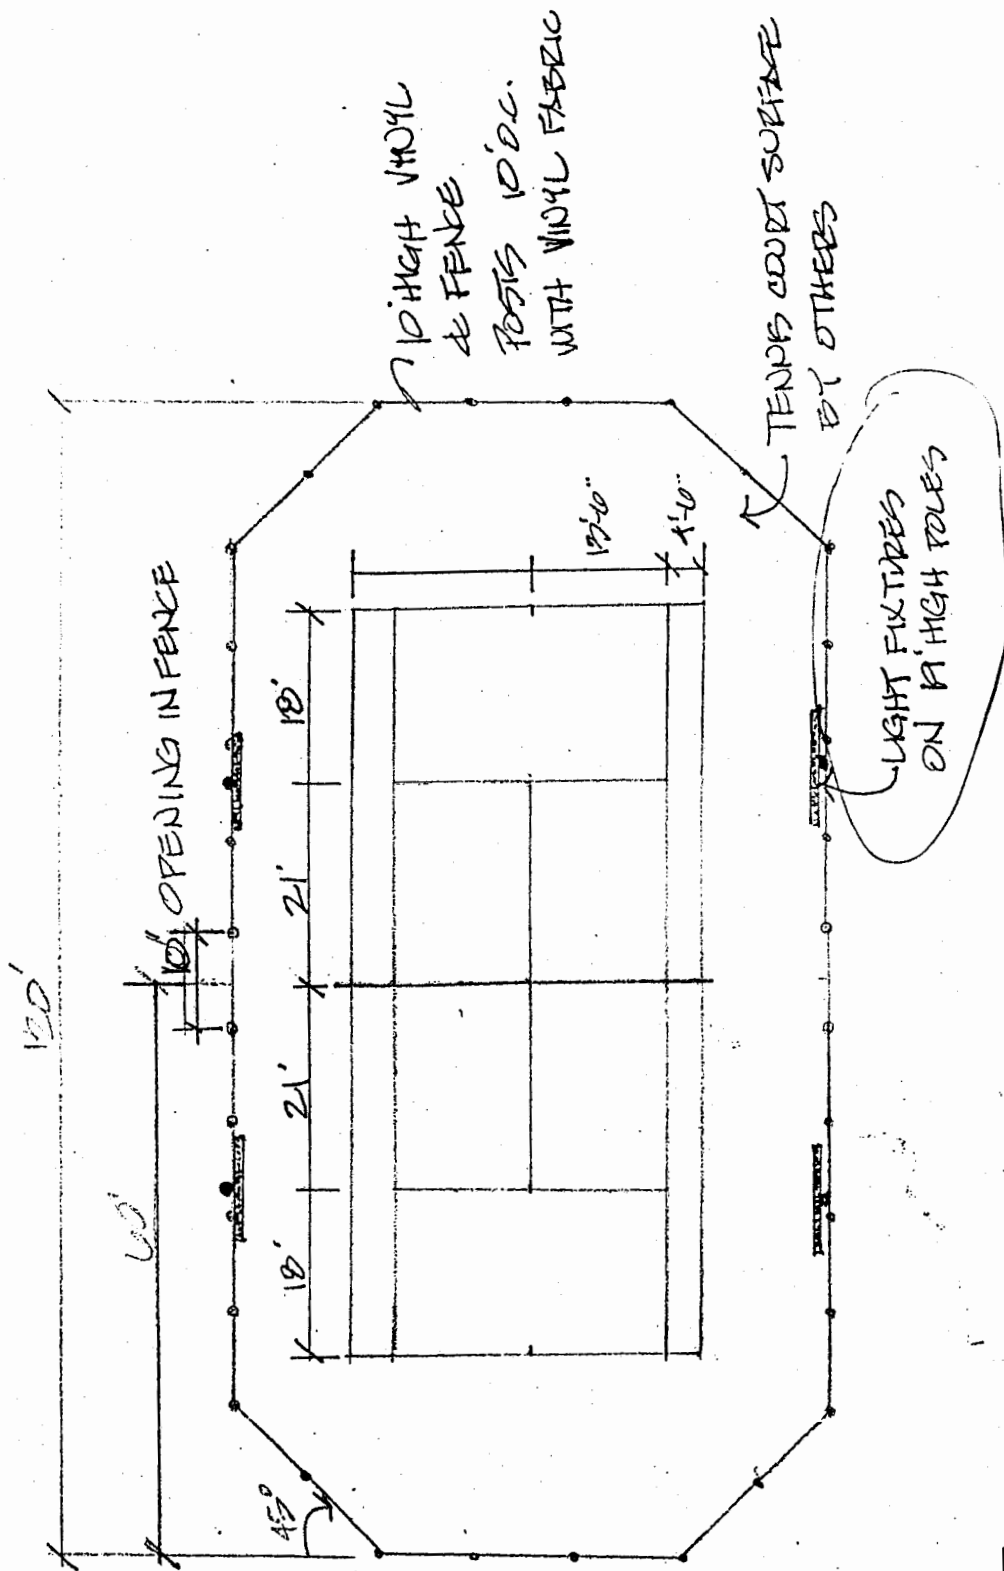 120'
60'
10' OPENING IN FENCE
18'
21'
21'
18'
45°
13'-6"
4'-6"
10' HIGH VINYL
FENCE
POSTS 10' O.C.
WITH VINYL FABRIC
TENNIS COURT SURFACE
BY OTHERS
LIGHT FIXTURES
ON 19' HIGH POLES